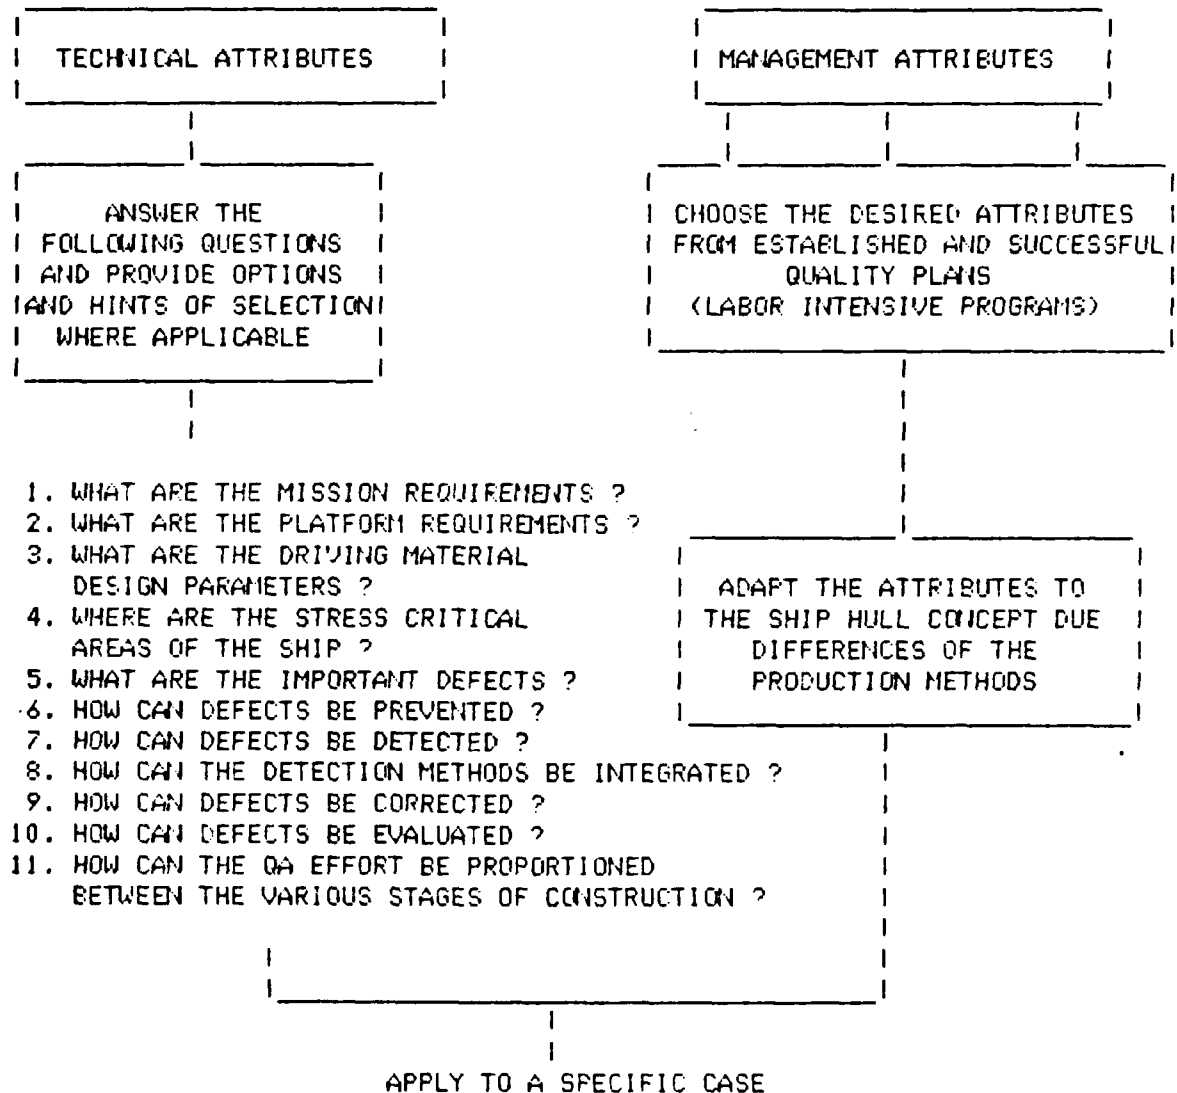 TECHNICAL ATTRIBUTES
MANAGEMENT ATTRIBUTES
ANSWER THE
FOLLOWING QUESTIONS
AND PROVIDE OPTIONS
AND HINTS OF SELECTION
WHERE APPLICABLE
CHOOSE THE DESIRED ATTRIBUTES
FROM ESTABLISHED AND SUCCESSFUL
QUALITY PLANS
(LABOR INTENSIVE PROGRAMS)
1. WHAT ARE THE MISSION REQUIREMENTS ?
2. WHAT ARE THE PLATFORM REQUIREMENTS ?
3. WHAT ARE THE DRIVING MATERIAL
DESIGN PARAMETERS ?
4. WHERE ARE THE STRESS CRITICAL
AREAS OF THE SHIP ?
5. WHAT ARE THE IMPORTANT DEFECTS ?
6. HOW CAN DEFECTS BE PREVENTED ?
7. HOW CAN DEFECTS BE DETECTED ?
8. HOW CAN THE DETECTION METHODS BE INTEGRATED ?
9. HOW CAN DEFECTS BE CORRECTED ?
10. HOW CAN DEFECTS BE EVALUATED ?
11. HOW CAN THE QA EFFORT BE PROPORTIONED
BETWEEN THE VARIOUS STAGES OF CONSTRUCTION ?
ADAPT THE ATTRIBUTES TO
THE SHIP HULL CONCEPT DUE
DIFFERENCES OF THE
PRODUCTION METHODS
APPLY TO A SPECIFIC CASE